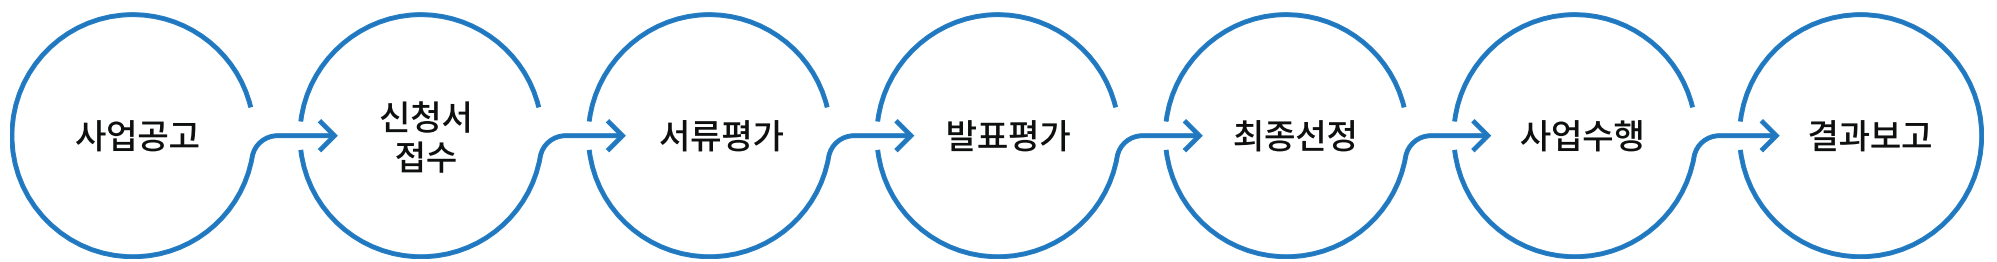 사업공고
신청서
접수
서류평가
발표평가
최종선정
사업수행
결과보고